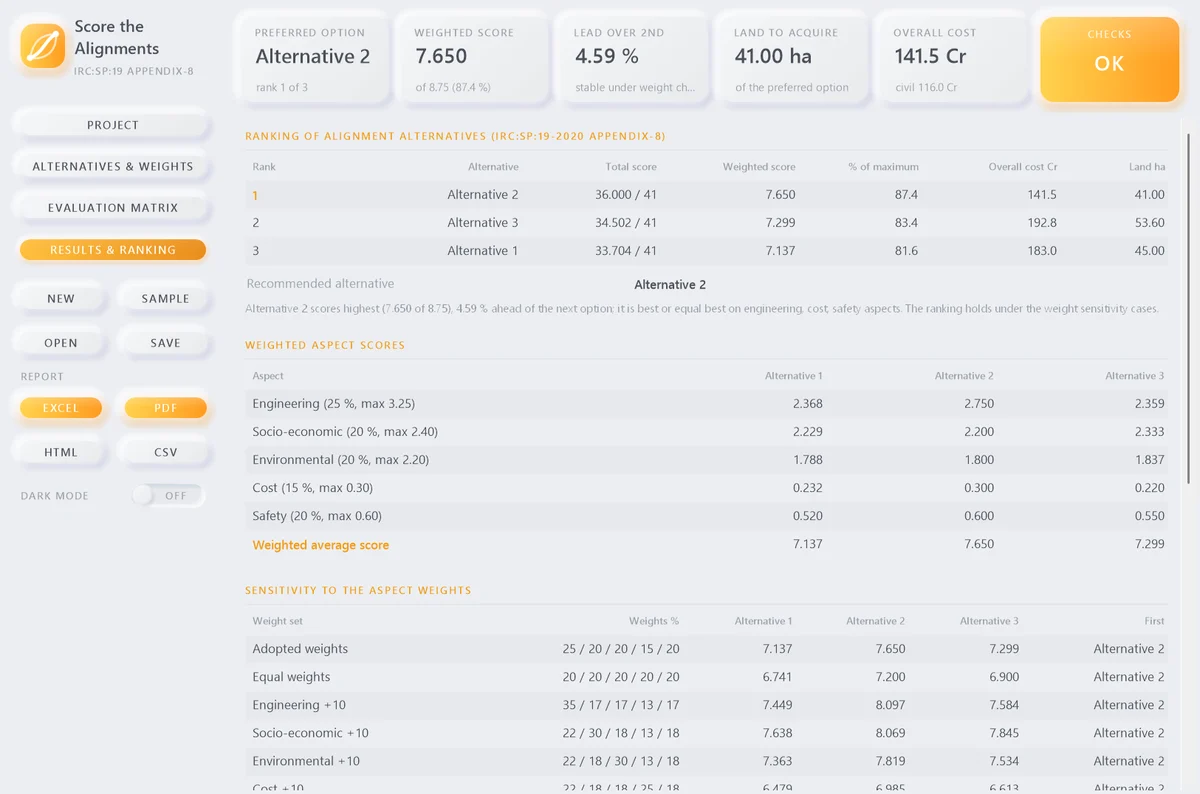 Score the
Alignments
IRC:SP:19 APPENDIX-8
PROJECT
ALTERNATIVES & WEIGHTS
EVALUATION MATRIX
RESULTS & RANKING
NEW SAMPLE
OPEN SAVE
REPORT
EXCEL PDF
HTML CSV
DARK MODE OFF
PREFERRED OPTION
Alternative 2
rank 1 of 3
WEIGHTED SCORE
7.650
of 8.75 (87.4 %)
LEAD OVER 2ND
4.59 %
stable under weight ch...
LAND TO ACQUIRE
41.00 ha
of the preferred option
OVERALL COST
141.5 Cr
civil 116.0 Cr
CHECKS
OK
RANKING OF ALIGNMENT ALTERNATIVES (IRC:SP:19-2020 APPENDIX-8)
Rank Alternative Total score Weighted score % of maximum Overall cost Cr Land ha
1 Alternative 2 36.000 / 41 7.650 87.4 141.5 41.00
2 Alternative 3 34.502 / 41 7.299 83.4 192.8 53.60
3 Alternative 1 33.704 / 41 7.137 81.6 183.0 45.00
Recommended alternative Alternative 2
Alternative 2 scores highest (7.650 of 8.75), 4.59 % ahead of the next option; it is best or equal best on engineering, cost, safety aspects. The ranking holds under the weight sensitivity cases.
WEIGHTED ASPECT SCORES
Aspect Alternative 1 Alternative 2 Alternative 3
Engineering (25 %, max 3.25) 2.368 2.750 2.359
Socio-economic (20 %, max 2.40) 2.229 2.200 2.333
Environmental (20 %, max 2.20) 1.788 1.800 1.837
Cost (15 %, max 0.30) 0.232 0.300 0.220
Safety (20 %, max 0.60) 0.520 0.600 0.550
Weighted average score 7.137 7.650 7.299
SENSITIVITY TO THE ASPECT WEIGHTS
Weight set Weights % Alternative 1 Alternative 2 Alternative 3 First
Adopted weights 25 / 20 / 20 / 15 / 20 7.137 7.650 7.299 Alternative 2
Equal weights 20 / 20 / 20 / 20 / 20 6.741 7.200 6.900 Alternative 2
Engineering +10 35 / 17 / 17 / 13 / 17 7.449 8.097 7.584 Alternative 2
Socio-economic +10 22 / 30 / 18 / 13 / 18 7.638 8.069 7.845 Alternative 2
Environmental +10 22 / 18 / 30 / 13 / 18 7.363 7.819 7.534 Alternative 2
Cost +10 22 / 18 / 18 / 25 / 18 6.479 6.985 6.613 Alternative 2